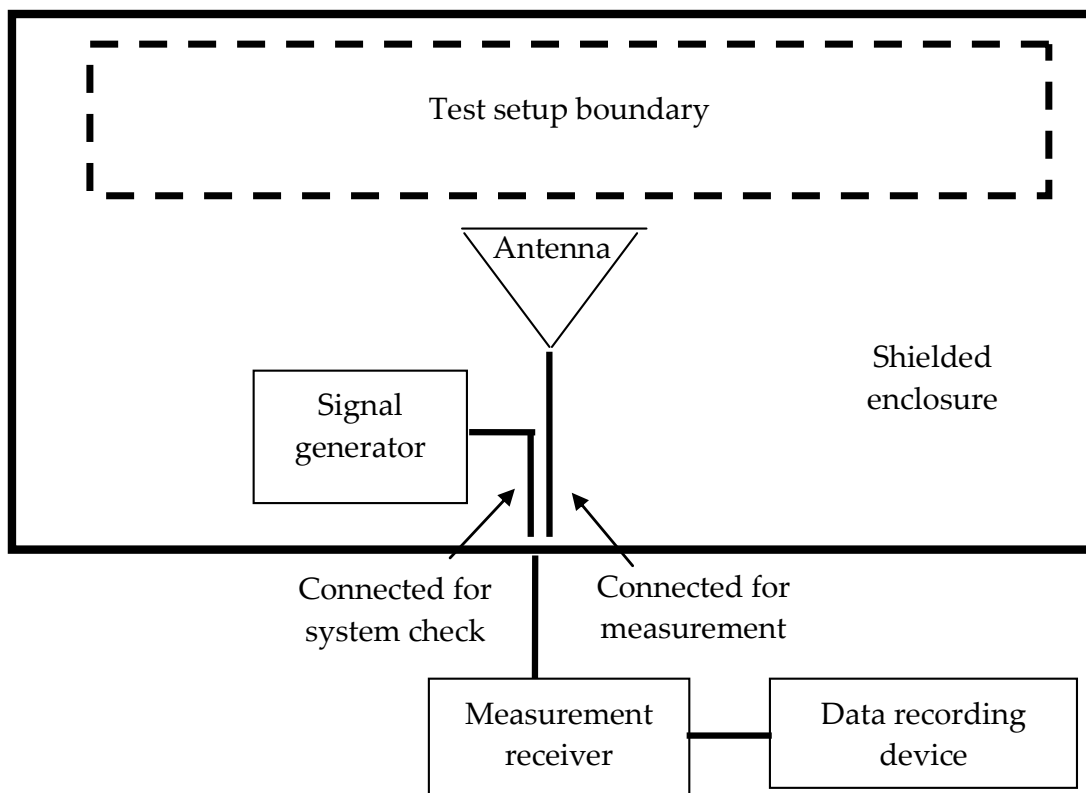 Test setup boundary
Antenna
Shielded
enclosure
Signal
generator
Connected for
system check
Connected for
measurement
Measurement
receiver
Data recording
device